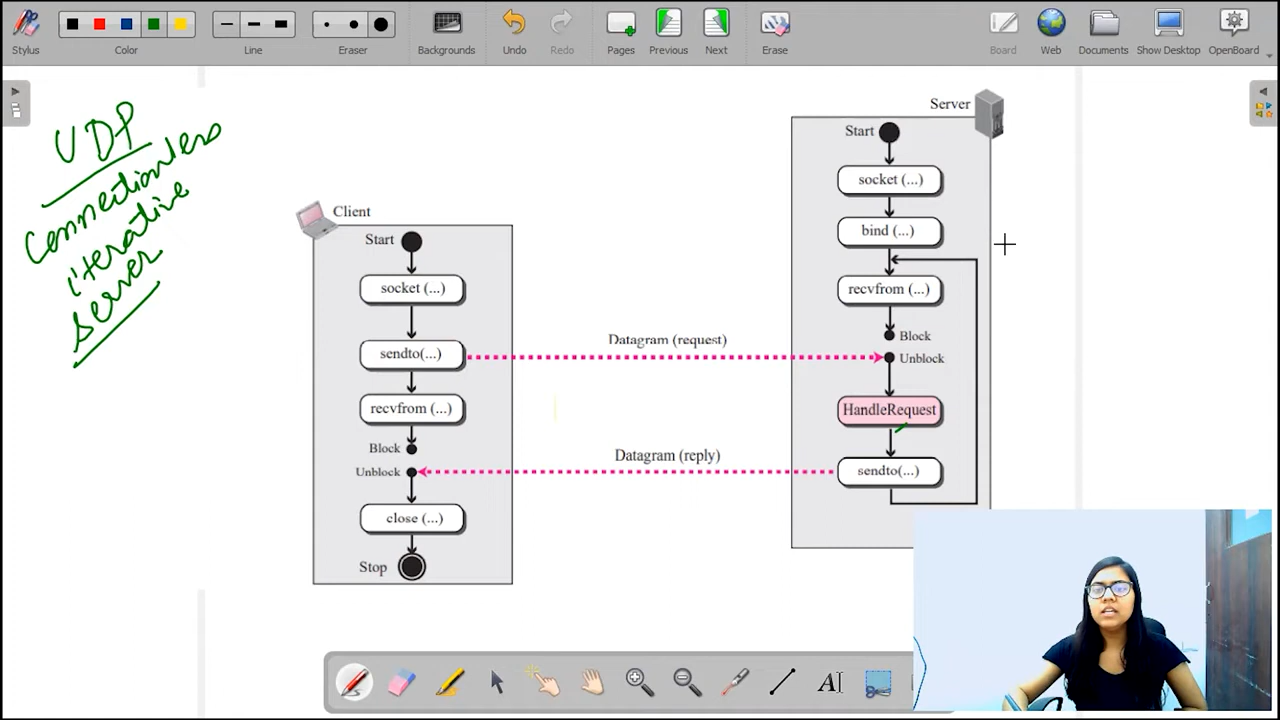 Stylus
Color
Line
Eraser
Backgrounds
Undo
Redo
Pages
Previous
Next
Erase
Board
Web
Documents
Show Desktop
OpenBoard
UDP
Connectionless
iterative
server
Client
Start
socket (...)
sendto(...)
recvfrom (...)
Block
Unblock
close (...)
Stop
Datagram (request)
Datagram (reply)
Server
Start
socket (...)
bind (...)
recvfrom (...)
Block
Unblock
HandleRequest
sendto(...)
AI